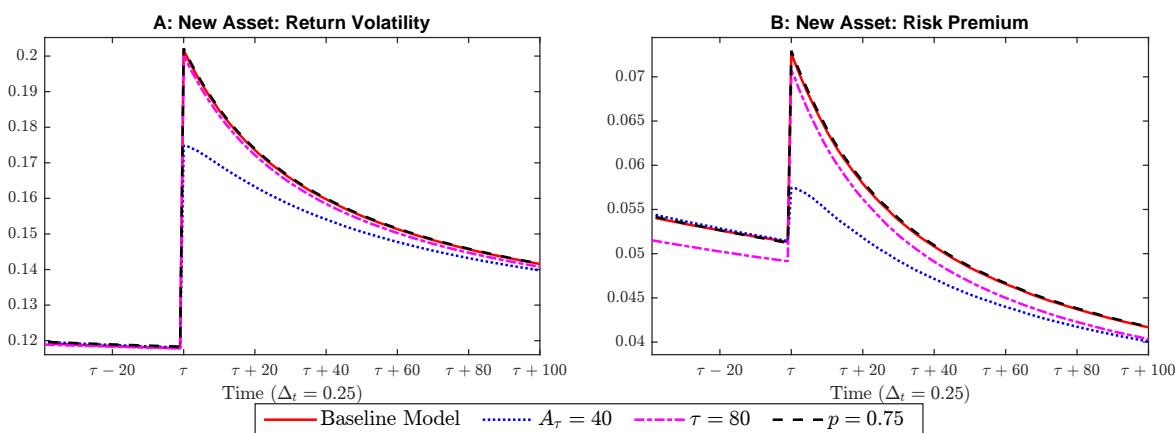 A: New Asset: Return Volatility
0.2
0.19
0.18
0.17
0.16
0.15
0.14
0.13
0.12
τ − 20
τ
τ + 20
τ + 40
τ + 60
τ + 80
τ + 100
Time (Δt = 0.25)
B: New Asset: Risk Premium
0.07
0.065
0.06
0.055
0.05
0.045
0.04
τ − 20
τ
τ + 20
τ + 40
τ + 60
τ + 80
τ + 100
Time (Δt = 0.25)
Baseline Model
Aτ = 40
τ = 80
p = 0.75